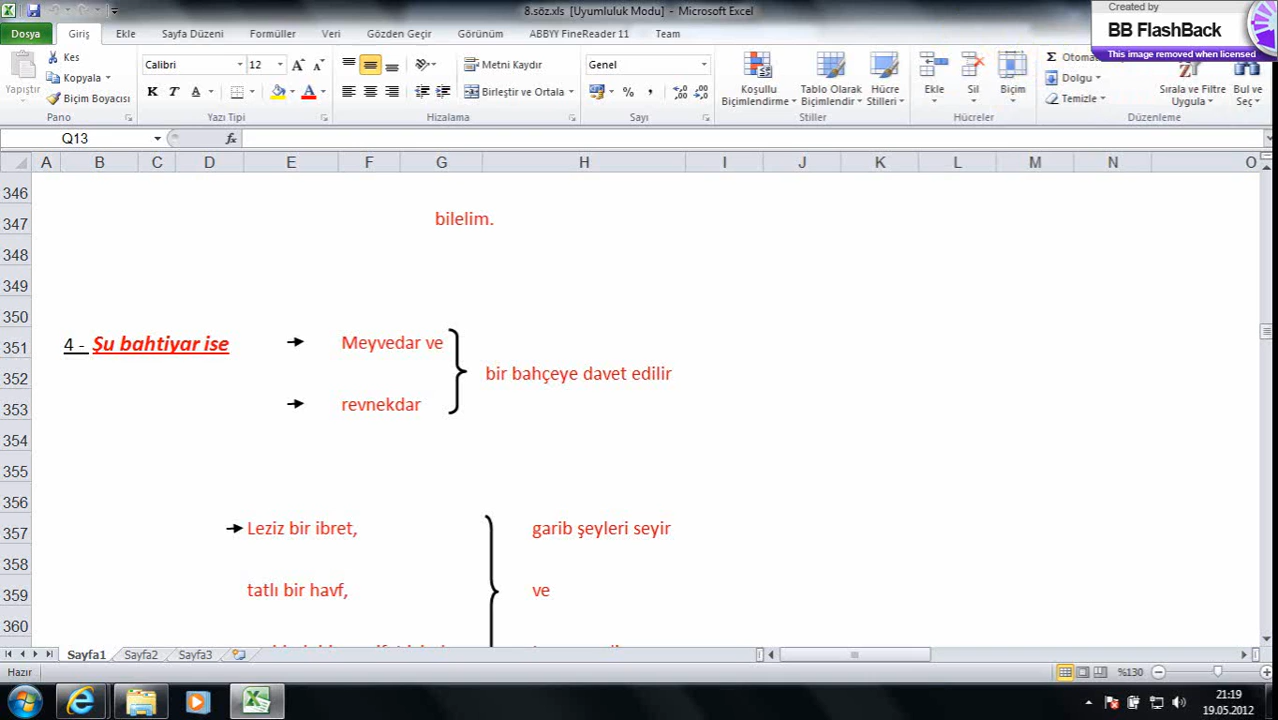 8.söz.xls [Uyumluluk Modu] - Microsoft Excel
Created by
BB FlashBack
This image removed when licensed
Dosya Giriş Ekle Sayfa Düzeni Formüller Veri Gözden Geçir Görünüm ABBYY FineReader 11 Team
Yapıştır
Kes
Kopyala
Biçim Boyacısı
Calibri 12
K T A
Metni Kaydır
Birleştir ve Ortala
Genel
Koşullu Biçimlendirme
Tablo Olarak Biçimlendir
Hücre Stilleri
Ekle
Sil
Biçim
Dolgu
Temizle
Sırala ve Filtre Uygula
Bul ve Seç
Pano Yazı Tipi Hizalama Sayı Stiller Hücreler Düzenleme
Q13 fx
A B C D E F G H I J K L M N O
346
347 bilelim.
348
349
350
351 4 - Şu bahtiyar ise Meyvedar ve
352 bir bahçeye davet edilir
353 revnekdar
354
355
356
357 Leziz bir ibret, garib şeyleri seyir
358
359 tatlı bir havf, ve
360
Sayfa1 Sayfa2 Sayfa3
Hazır %130
21:19
19.05.2012